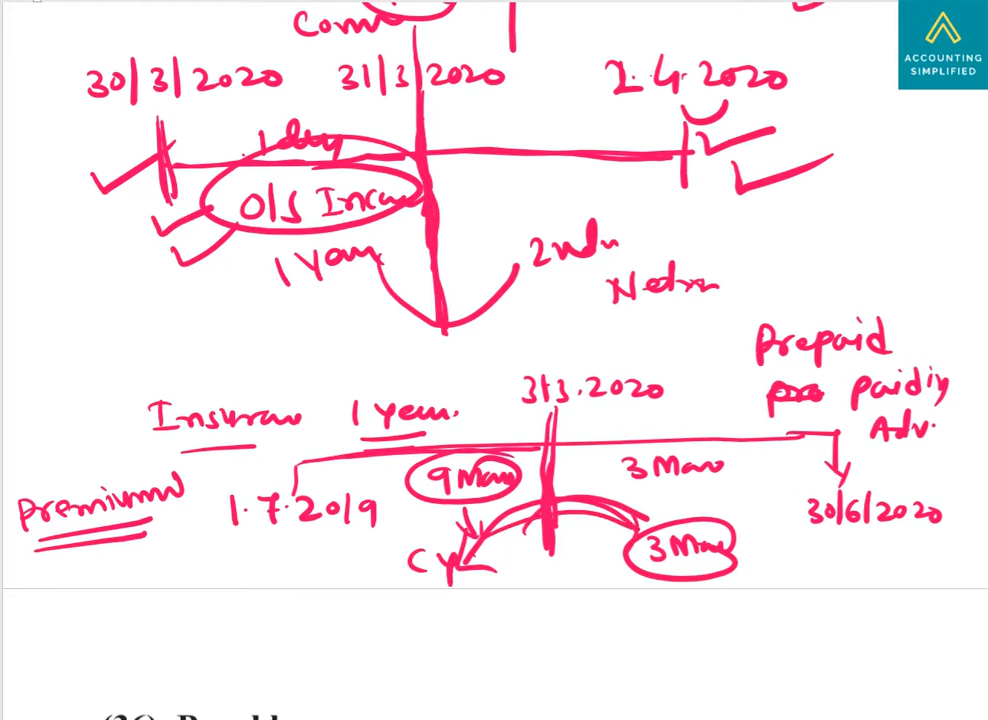 Com
30/3/2020 31/3/2020 2.4.2020
1 day
O/S Incom
1 Year 2nd
3 Mon
31/3.2020
Prepaid
paid in
Adv.
Insuran 1 year.
9 Mon
Premium 1.7.2019 30/6/2020
CY 3 Mon
ACCOUNTING
SIMPLIFIED